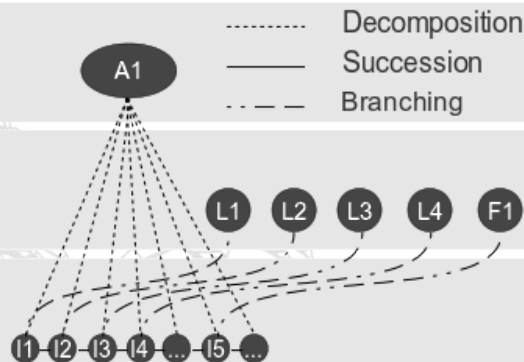 Decomposition
A1
Succession
Branching
L1 L2 L3 L4 F1
I1 I2 I3 I4 ... I5 ...